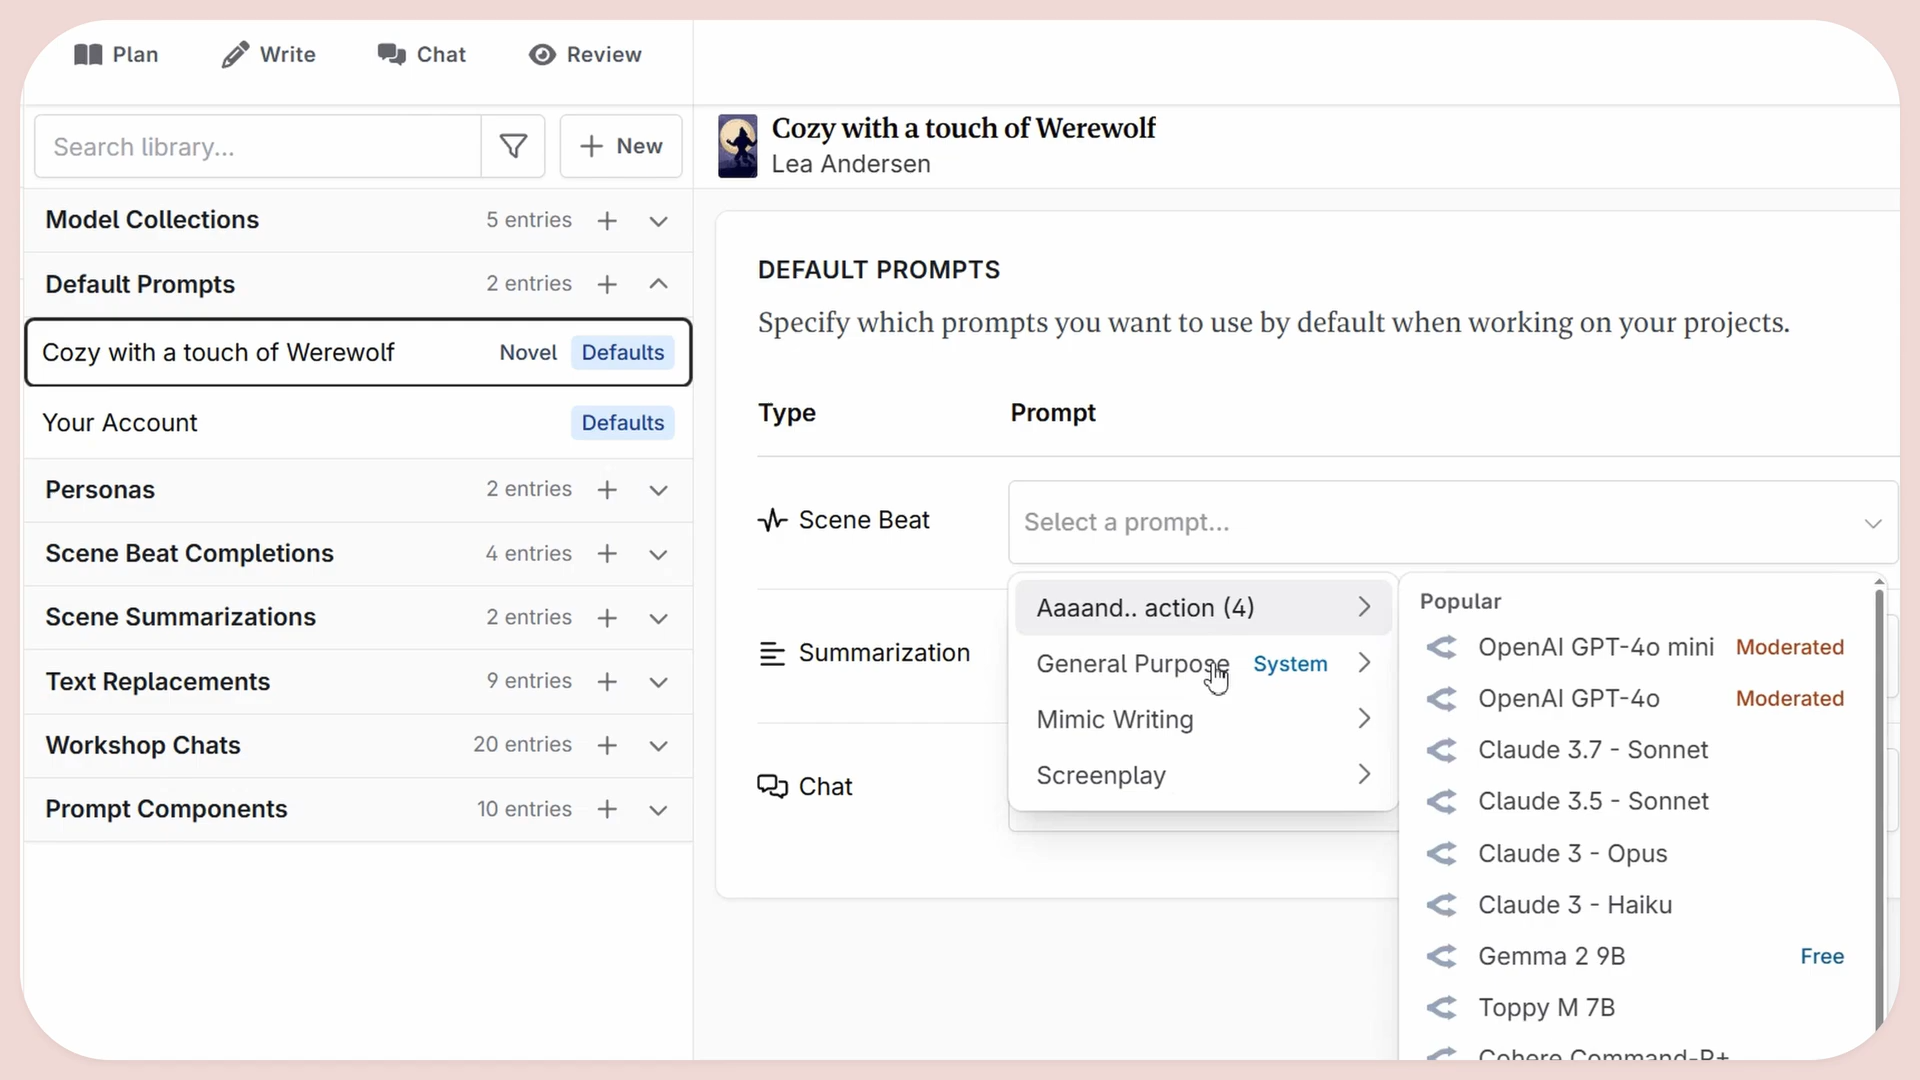 Plan
Write
Chat
Review
Search library...
New
Model Collections 5 entries
Default Prompts 2 entries
Cozy with a touch of Werewolf Novel Defaults
Your Account Defaults
Personas 2 entries
Scene Beat Completions 4 entries
Scene Summarizations 2 entries
Text Replacements 9 entries
Workshop Chats 20 entries
Prompt Components 10 entries
Cozy with a touch of Werewolf
Lea Andersen
DEFAULT PROMPTS
Specify which prompts you want to use by default when working on your projects.
Type Prompt
Scene Beat Select a prompt...
Summarization
Chat
Aaaand.. action (4)
General Purpose System
Mimic Writing
Screenplay
Popular
OpenAI GPT-4o mini Moderated
OpenAI GPT-4o Moderated
Claude 3.7 - Sonnet
Claude 3.5 - Sonnet
Claude 3 - Opus
Claude 3 - Haiku
Gemma 2 9B Free
Toppy M 7B
Cohere Command-R+